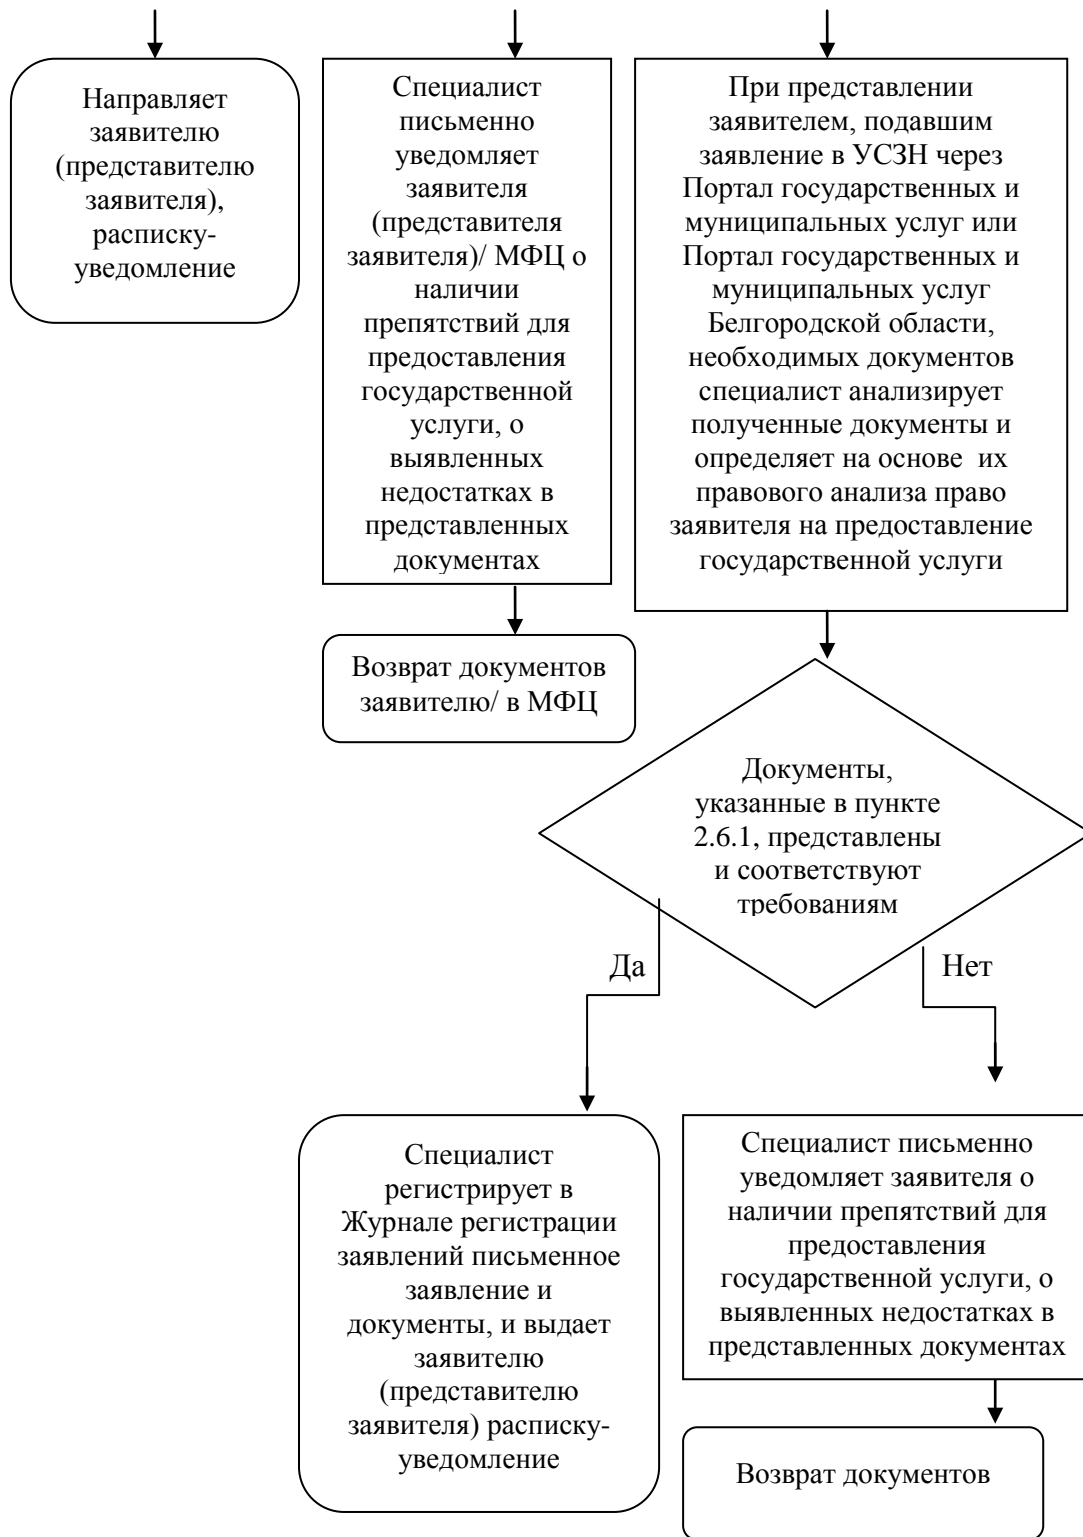 Направляет
заявителю
(представителю
заявителя),
расписку-
уведомление
Специалист
письменно
уведомляет
заявителя
(представителя
заявителя)/ МФЦ о
наличии
препятствий для
предоставления
государственной
услуги, о
выявленных
недостатках в
представленных
документах
При представлении
заявителем, подавшим
заявление в УСЗН через
Портал государственных и
муниципальных услуг или
Портал государственных и
муниципальных услуг
Белгородской области,
необходимых документов
специалист анализирует
полученные документы и
определяет на основе  их
правового анализа право
заявителя на предоставление
государственной услуги
Возврат документов
заявителю/ в МФЦ
Документы,
указанные в пункте
2.6.1, представлены
и соответствуют
требованиям
Да
Нет
Специалист
регистрирует в
Журнале регистрации
заявлений письменное
заявление и
документы, и выдает
заявителю
(представителю
заявителя) расписку-
уведомление
Специалист письменно
уведомляет заявителя о
наличии препятствий для
предоставления
государственной услуги, о
выявленных недостатках в
представленных документах
Возврат документов